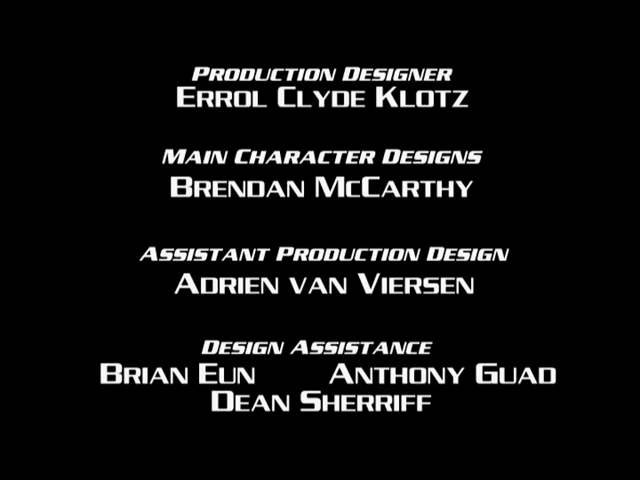 Production Designer
Errol Clyde Klotz
Main Character Designs
Brendan McCarthy
Assistant Production Design
Adrien van Viersen
Design Assistance
Brian Eun Anthony Guad
Dean Sherriff